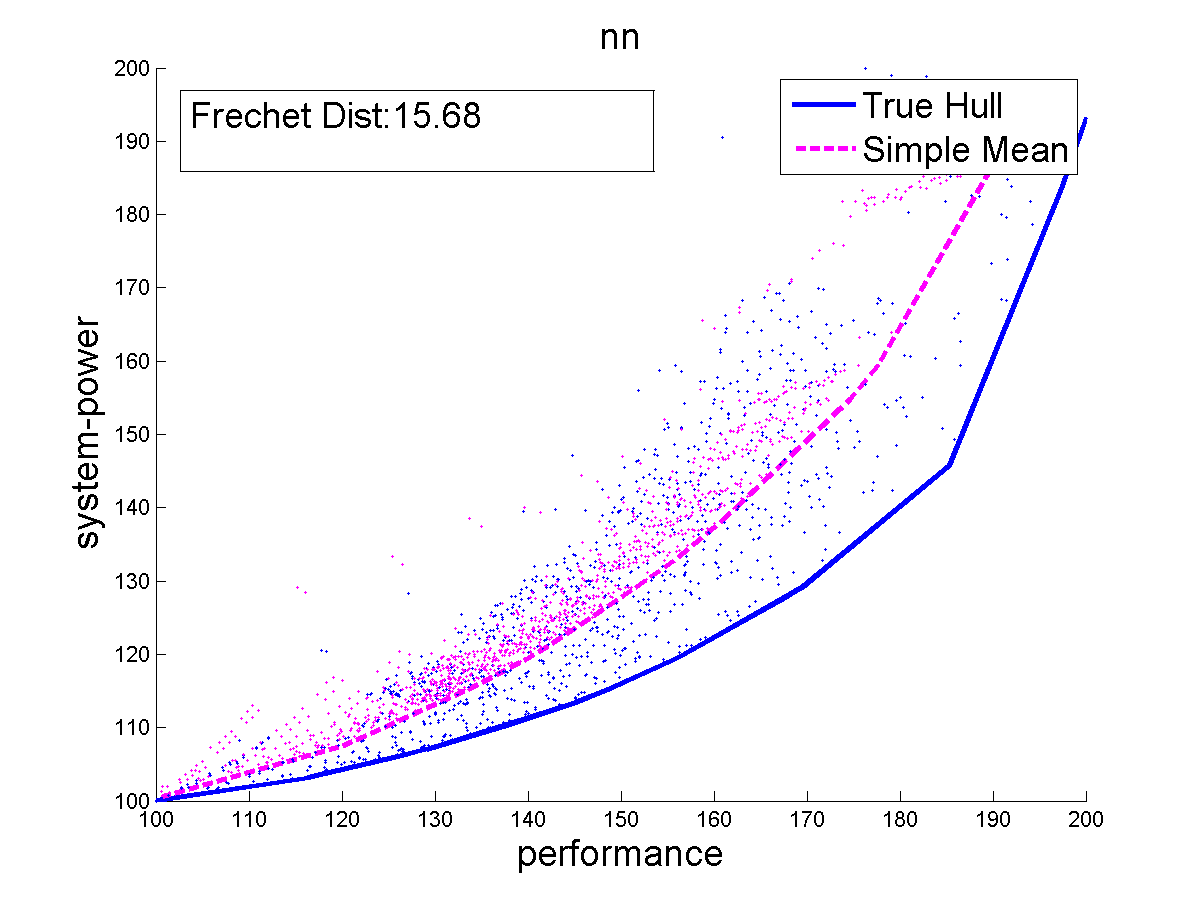 nn
Frechet Dist:15.68
True Hull
Simple Mean
system-power
200
190
180
170
160
150
140
130
120
110
100
100 110 120 130 140 150 160 170 180 190 200
performance